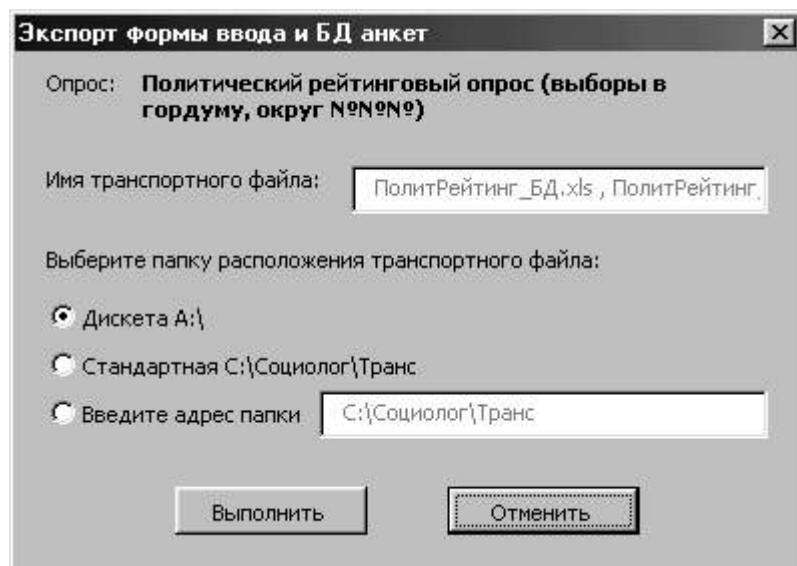 Экспорт формы ввода и БД анкет
Опрос: Политический рейтинговый опрос (выборы в
гордуму, округ №№№)
Имя транспортного файла: ПолитРейтинг_БД.xls , ПолитРейтинг_
Выберите папку расположения транспортного файла:
Дискета A:\
Стандартная C:\Социолог\Транс
Введите адрес папки C:\Социолог\Транс
Выполнить Отменить